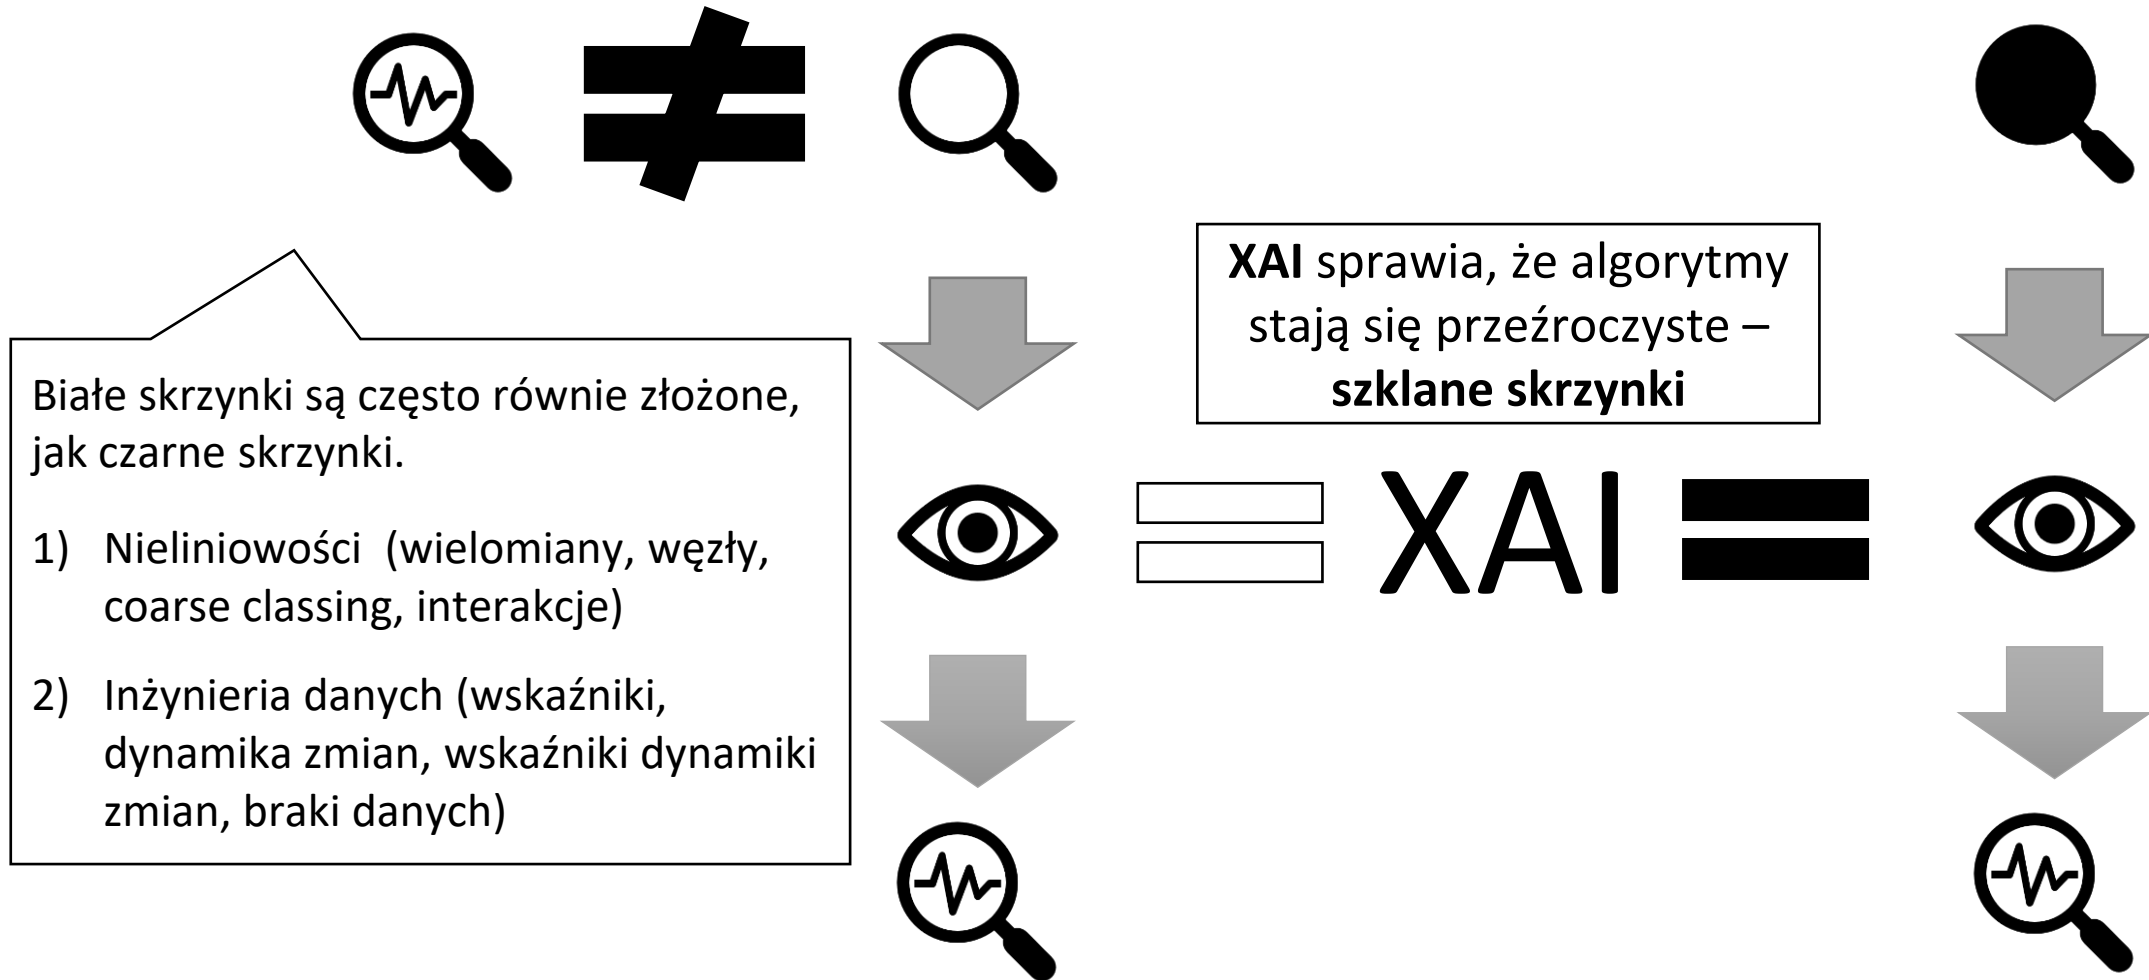 XAI sprawia, że algorytmy
stają się przeźroczyste –
szklane skrzynki
Białe skrzynki są często równie złożone,
jak czarne skrzynki.
1) Nieliniowości (wielomiany, węzły,
coarse classing, interakcje)
2) Inżynieria danych (wskaźniki,
dynamika zmian, wskaźniki dynamiki
zmian, braki danych)
XAI